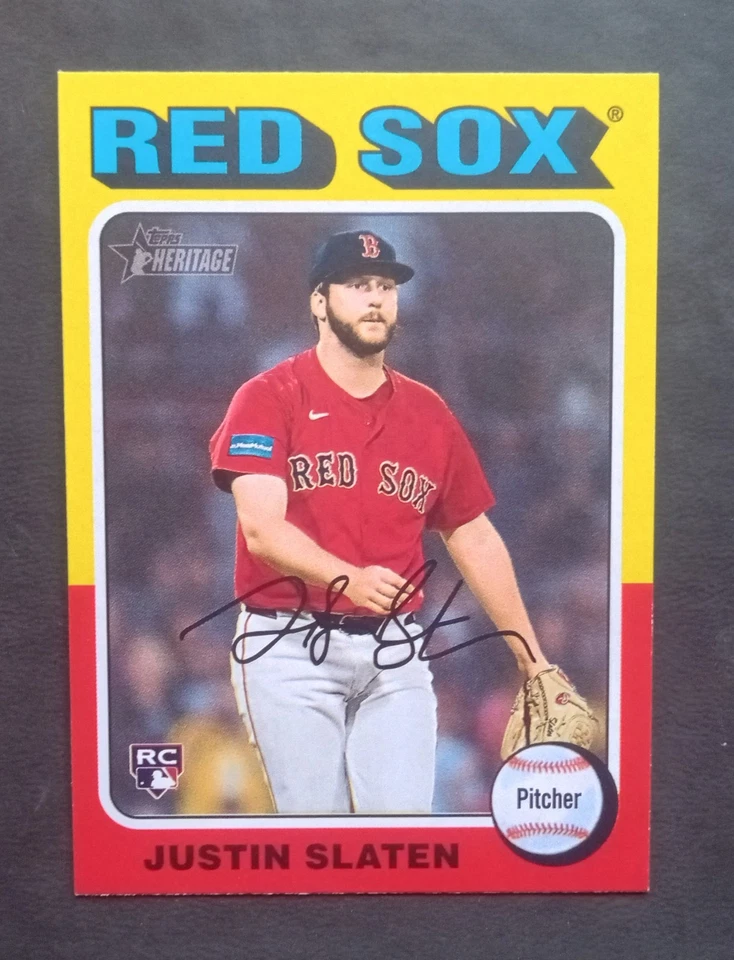 RED SOX®
TOPPS
HERITAGE
B
RED SOX
RC
Pitcher
JUSTIN SLATEN